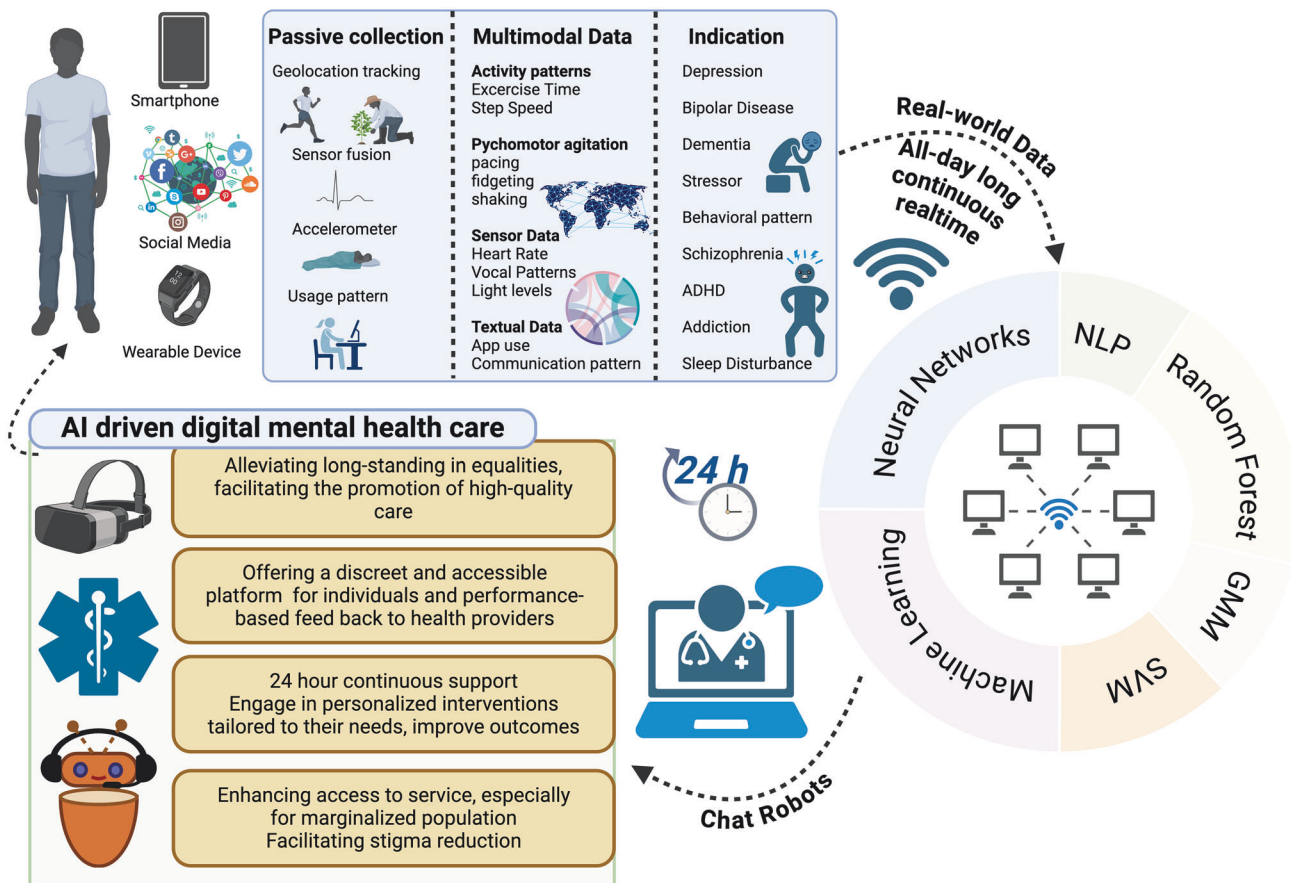 Smartphone
Social Media
Wearable Device
Passive collection
Geolocation tracking
Sensor fusion
Accelerometer
Usage pattern
Multimodal Data
Activity patterns
Excercise Time
Step Speed
Pychomotor agitation
pacing
fidgeting
shaking
Sensor Data
Heart Rate
Vocal Patterns
Light levels
Textual Data
App use
Communication pattern
Indication
Depression
Bipolar Disease
Dementia
Stressor
Behavioral pattern
Schizophrenia
ADHD
Addiction
Sleep Disturbance
Real-world Data
All-day long
continuous
realtime
Neural Networks
NLP
Random Forest
GMM
SVM
Machine Learning
24 h
Chat Robots
AI driven digital mental health care
Alleviating long-standing in equalities,
facilitating the promotion of high-quality
care
Offering a discreet and accessible
platform for individuals and performance-
based feed back to health providers
24 hour continuous support
Engage in personalized interventions
tailored to their needs, improve outcomes
Enhancing access to service, especially
for marginalized population
Facilitating stigma reduction